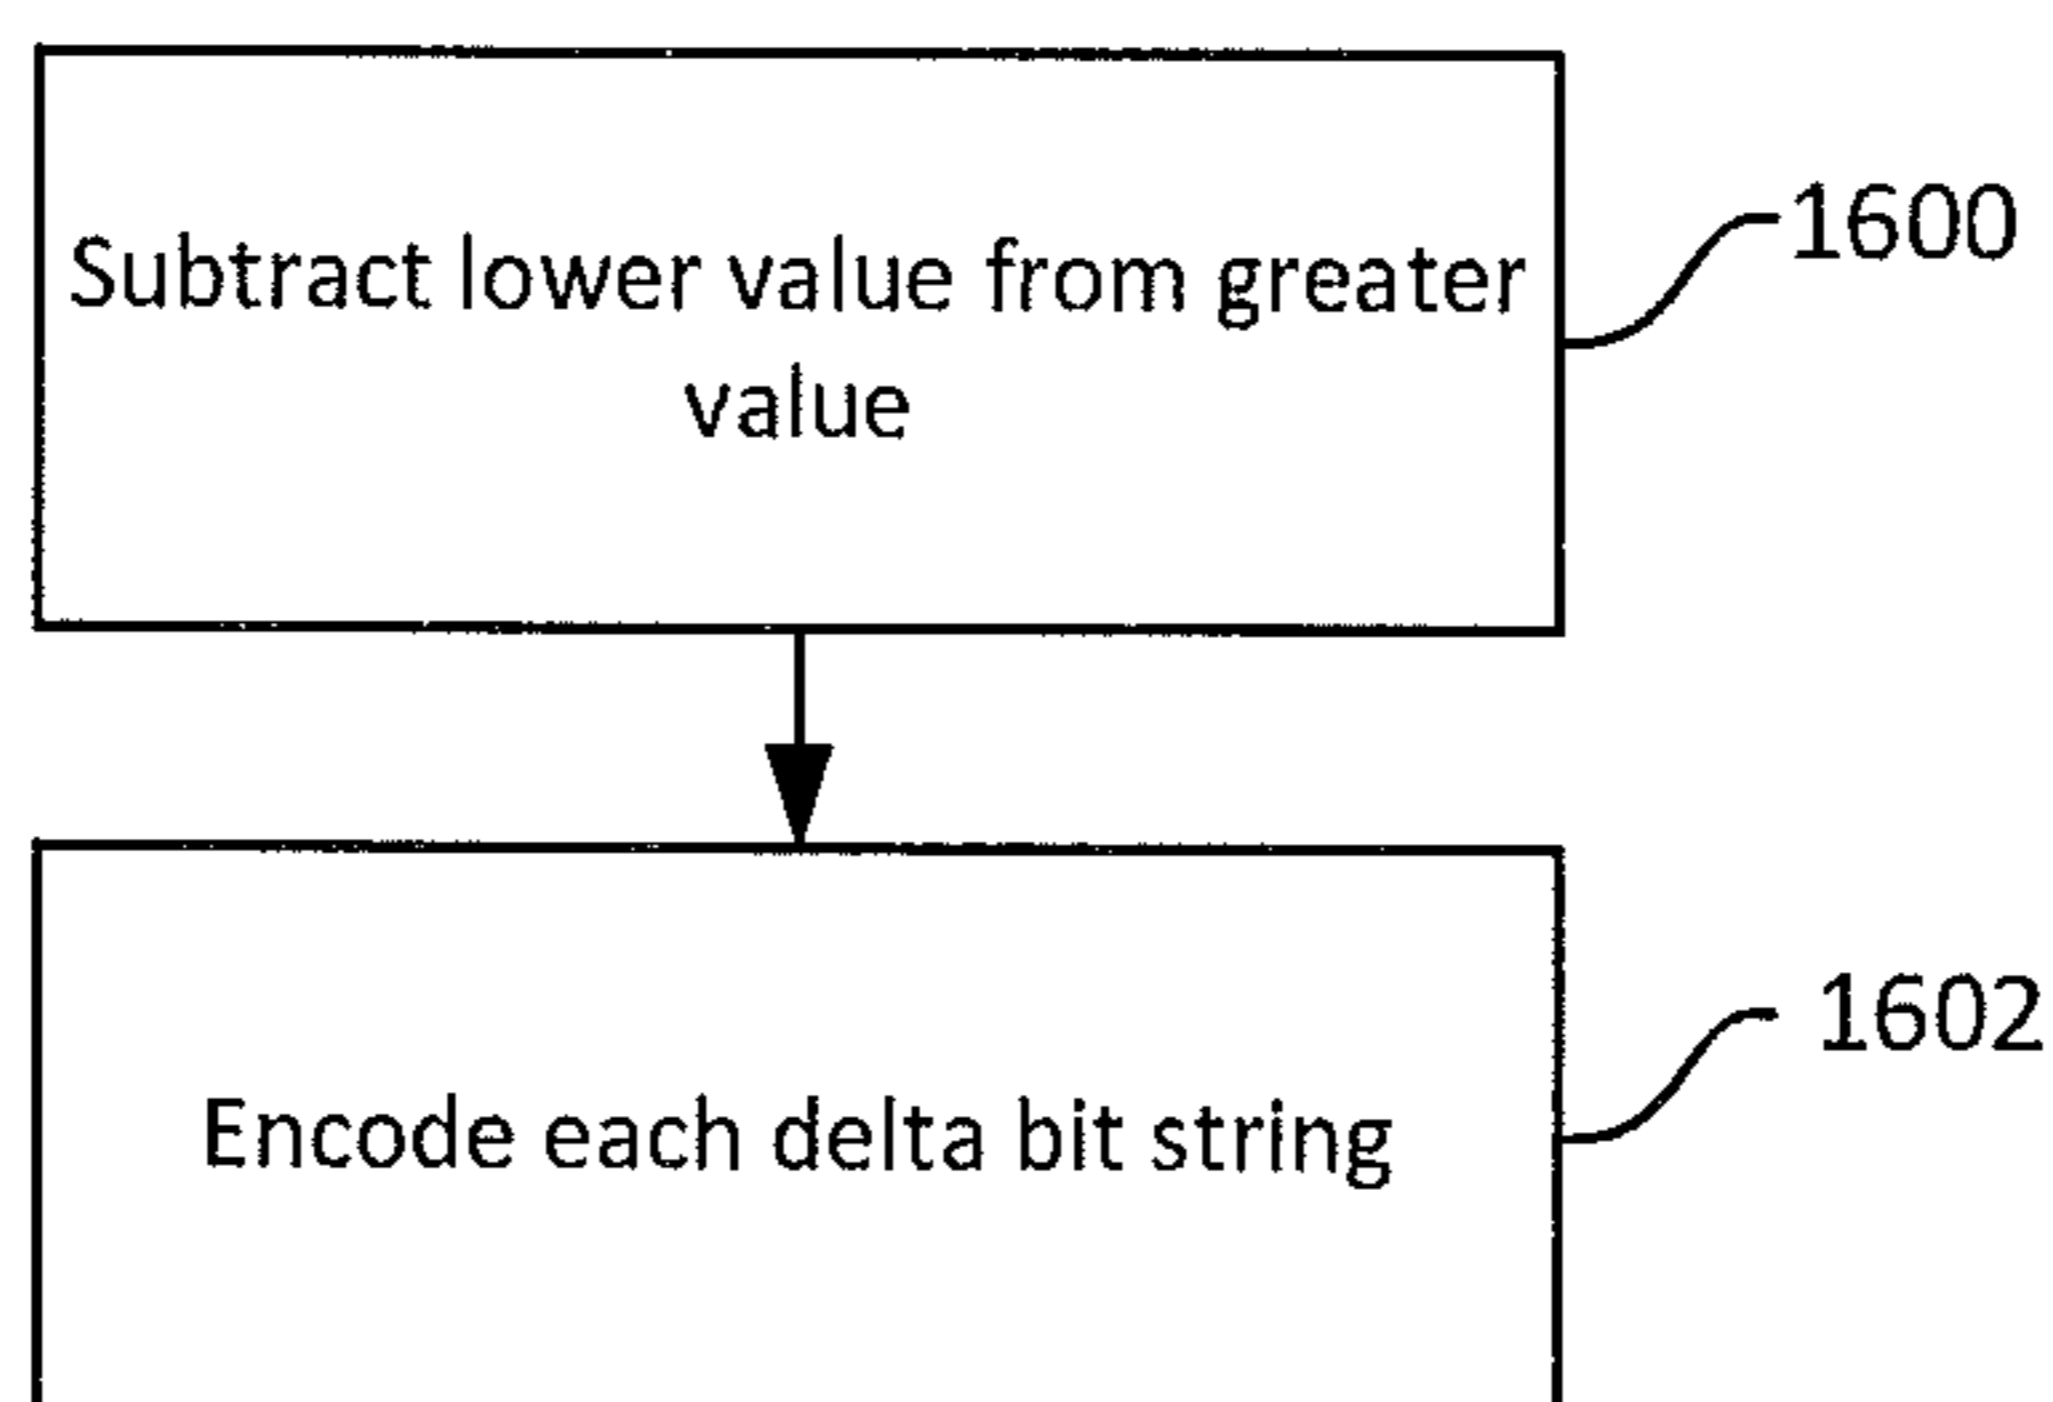 1600
Subtract lower value from greater
value
1602
Encode each delta bit string